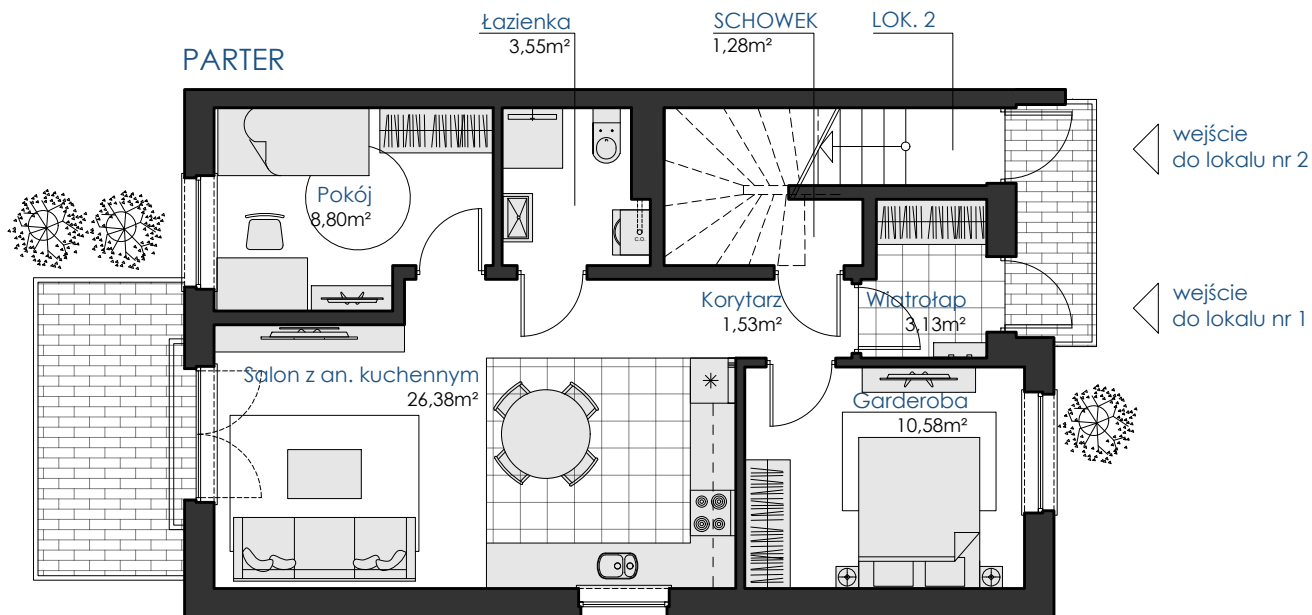 Łazienka
3,55m²
SCHOWEK
1,28m²
LOK. 2
PARTER
wejście
do lokalu nr 2
Pokój
8,80m²
C.O.
Korytarz
1,53m²
Wiatrołap
3,13m²
wejście
do lokalu nr 1
Salon z an. kuchennym
26,38m²
Garderoba
10,58m²